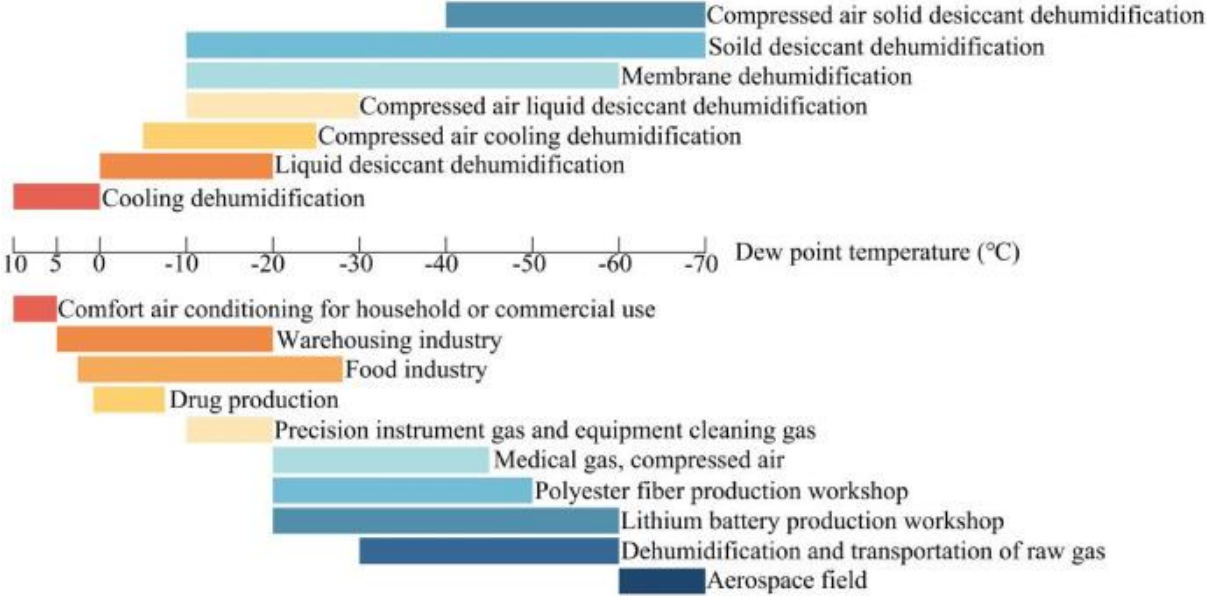 Compressed air solid desiccant dehumidification
Soild desiccant dehumidification
Membrane dehumidification
Compressed air liquid desiccant dehumidification
Compressed air cooling dehumidification
Liquid desiccant dehumidification
Cooling dehumidification
10 5 0 -10 -20 -30 -40 -50 -60 -70 Dew point temperature (°C)
Comfort air conditioning for household or commercial use
Warehousing industry
Food industry
Drug production
Precision instrument gas and equipment cleaning gas
Medical gas, compressed air
Polyester fiber production workshop
Lithium battery production workshop
Dehumidification and transportation of raw gas
Aerospace field